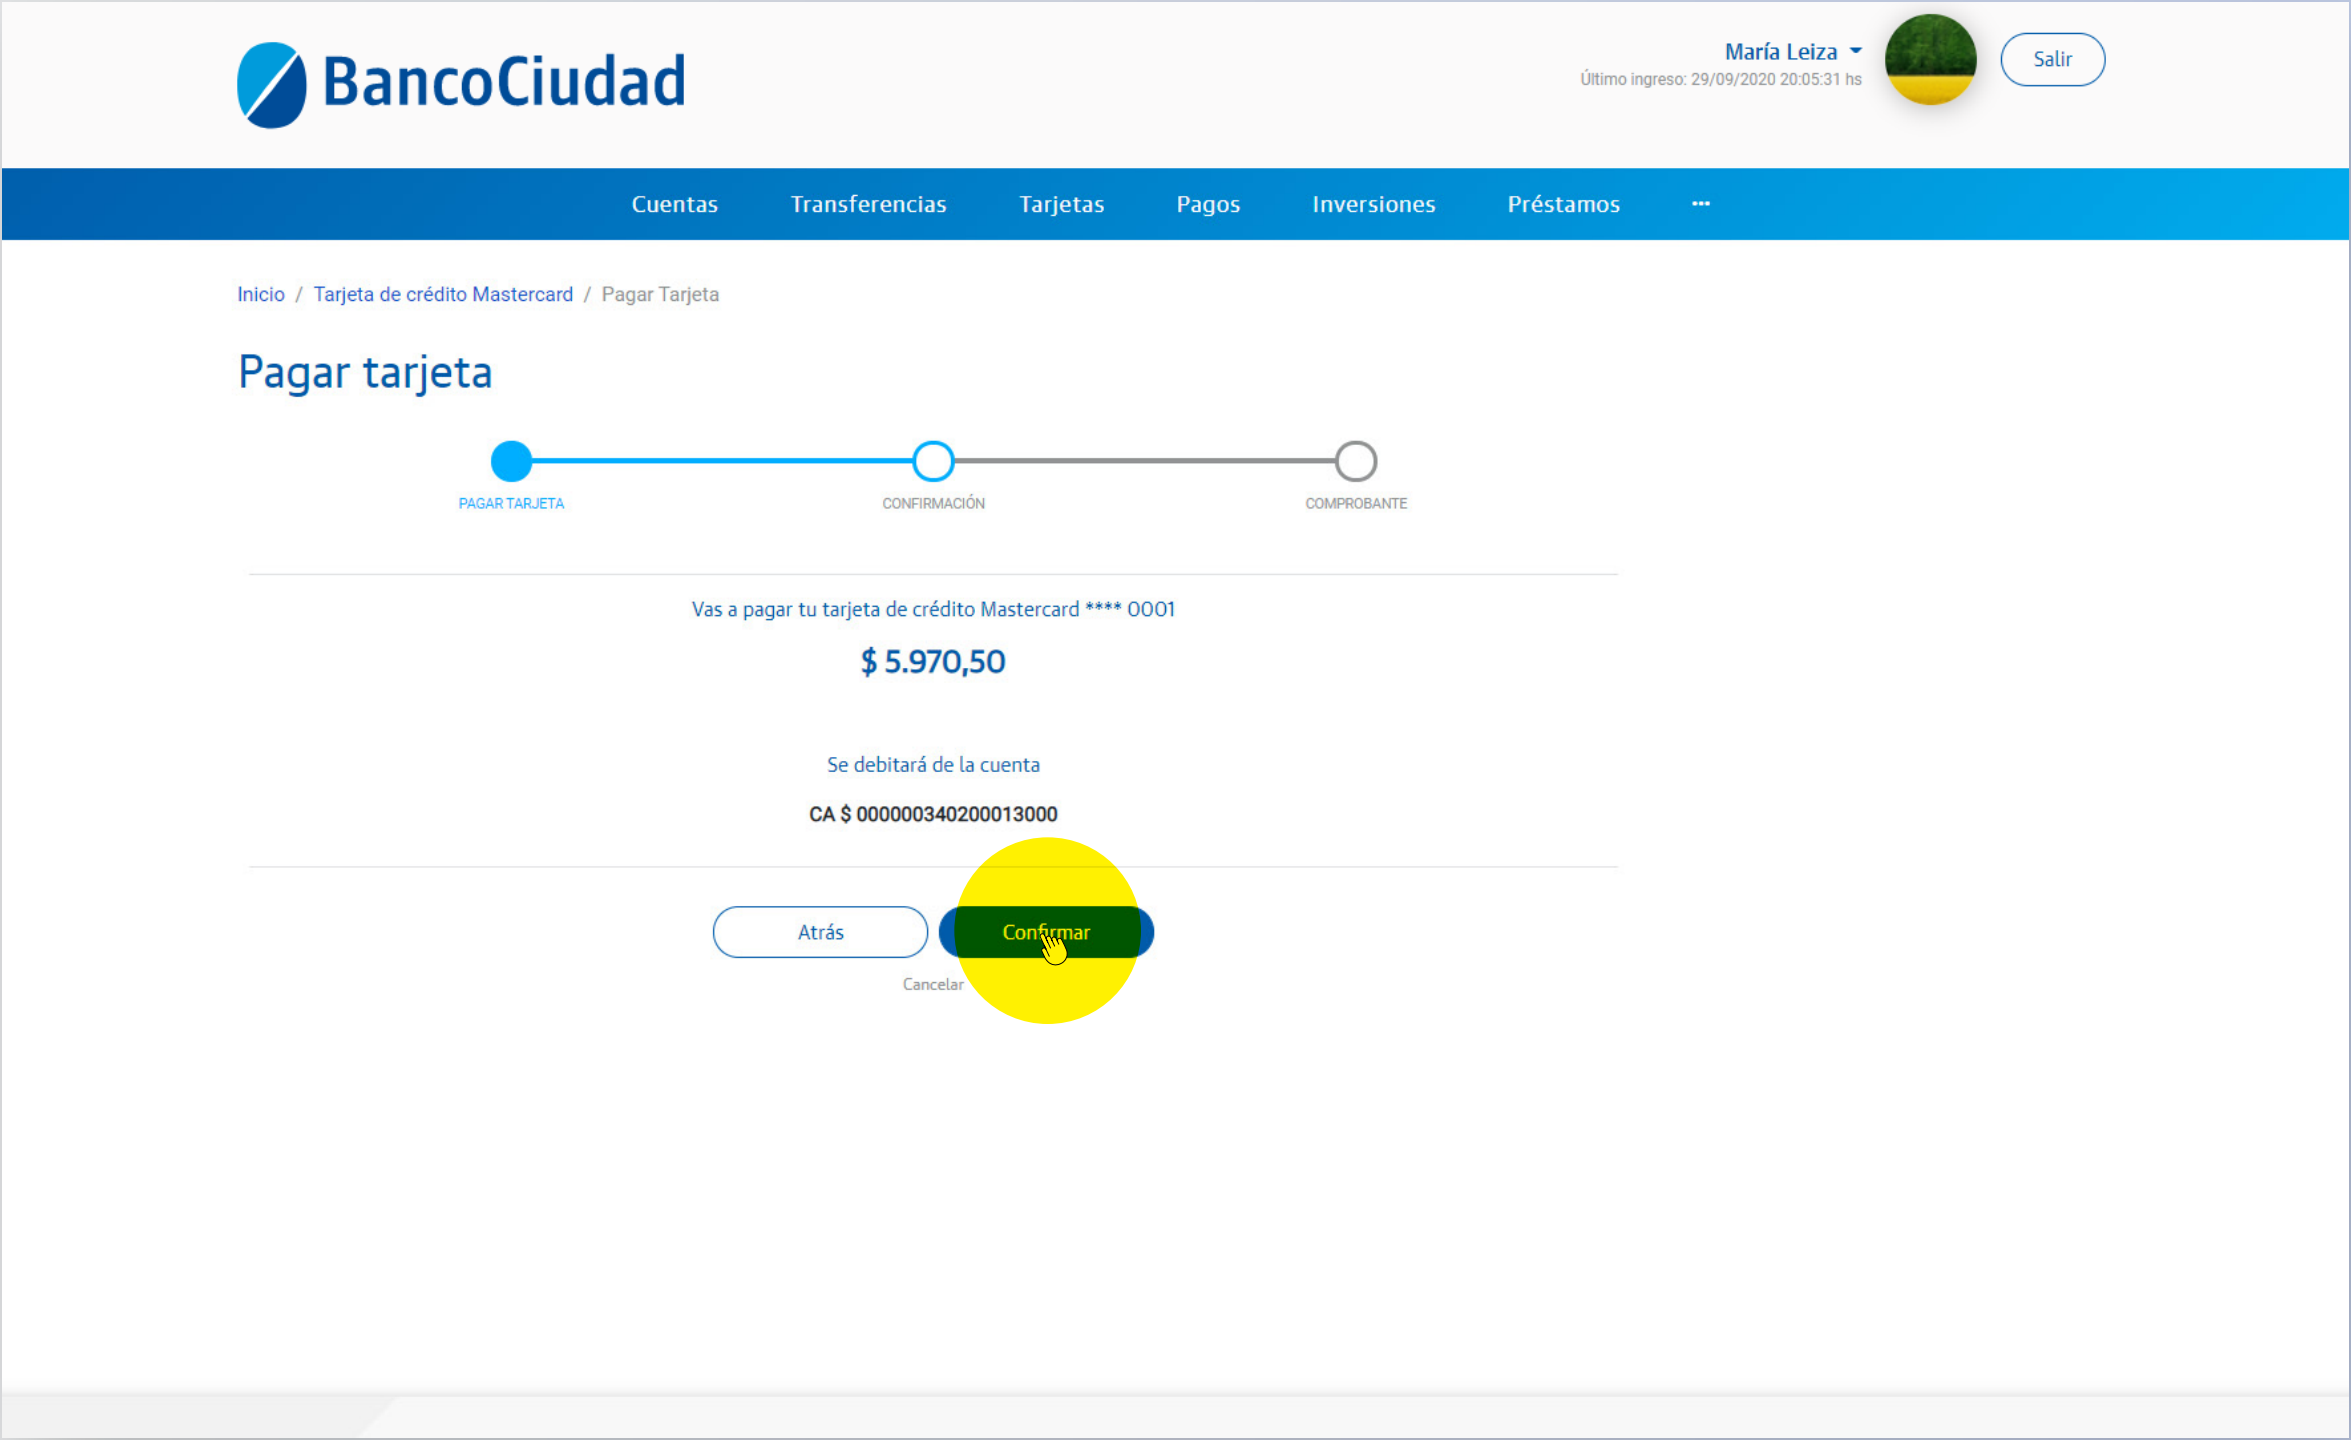 BancoCiudad
María Leiza
Último ingreso: 29/09/2020 20:05:31 hs
Salir
Cuentas Transferencias Tarjetas Pagos Inversiones Préstamos ...
Inicio / Tarjeta de crédito Mastercard / Pagar Tarjeta
Pagar tarjeta
PAGAR TARJETA CONFIRMACIÓN COMPROBANTE
Vas a pagar tu tarjeta de crédito Mastercard **** 0001
$ 5.970,50
Se debitará de la cuenta
CA $ 000000340200013000
Atrás Confirmar
Cancelar